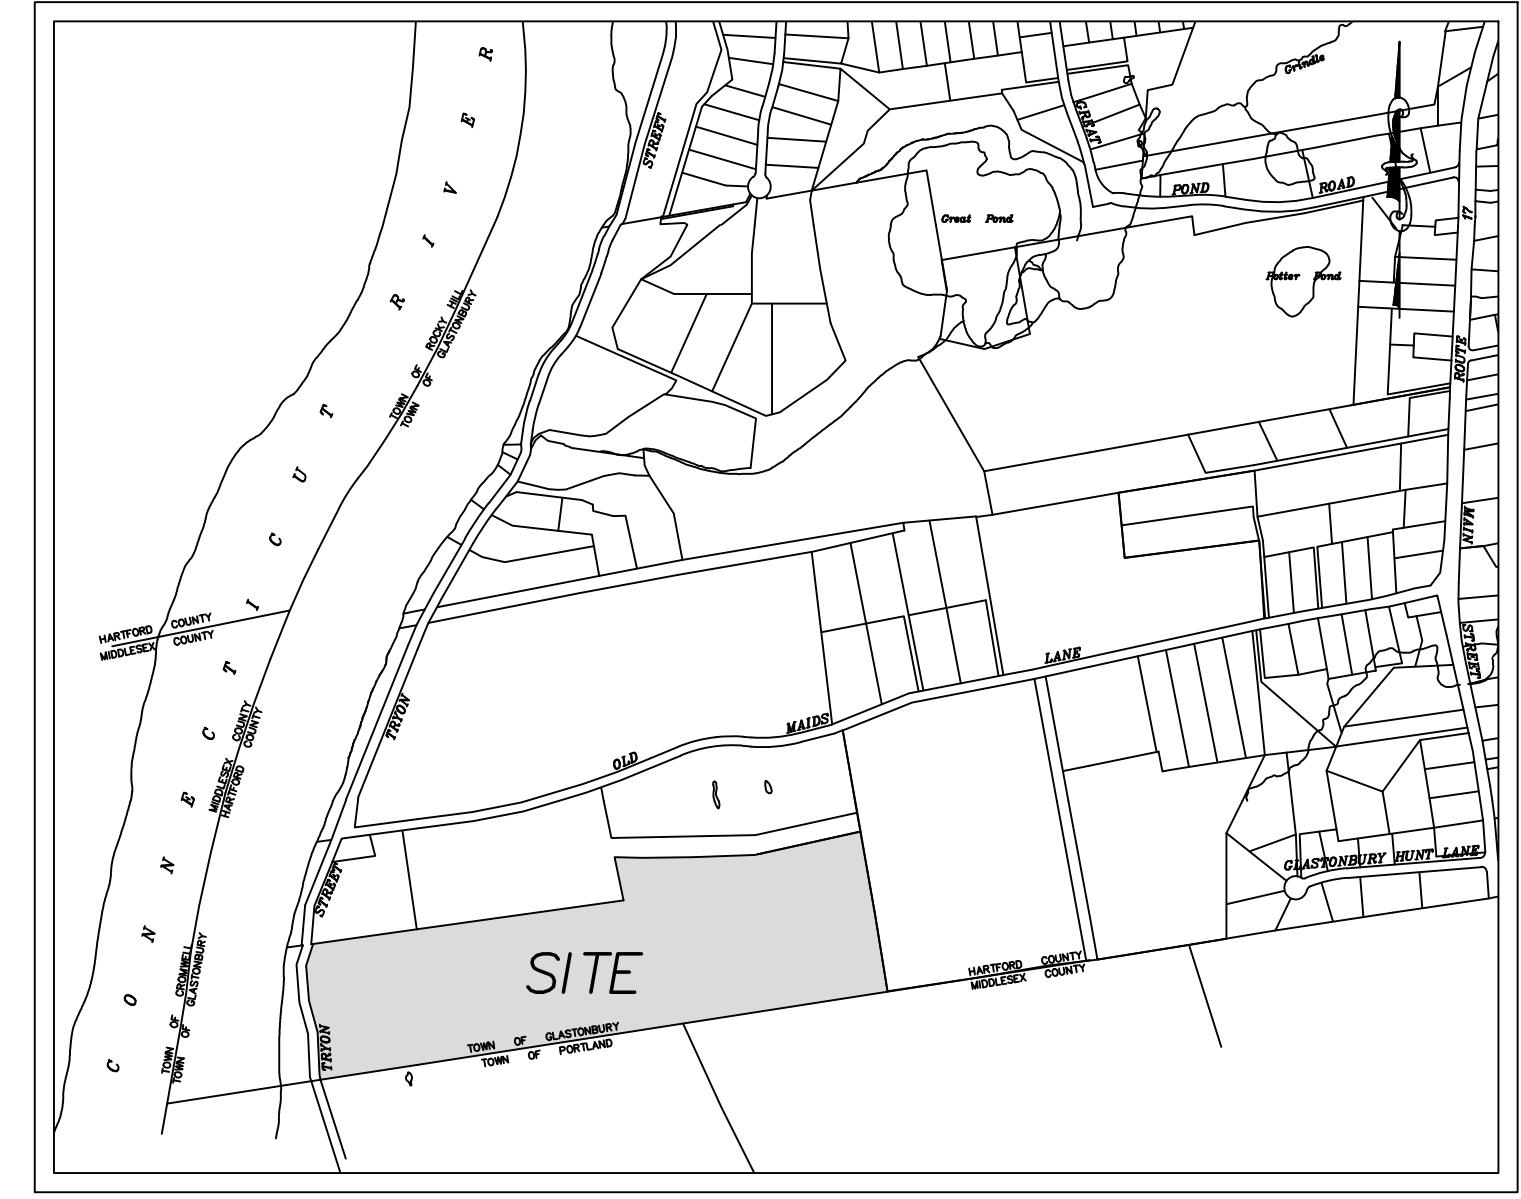 CONNECTICUT RIVER
STREET
GREAT
POND
ROAD
Grindle
Great Pond
Potter Pond
17
ROUTE
MAIN
STREET
TOWN OF ROCKY HILL
TOWN OF GLASTONBURY
HARTFORD COUNTY
MIDDLESEX COUNTY
MIDDLESEX COUNTY
HARTFORD COUNTY
TRYON
STREET
OLD
MAIDS
LANE
GLASTONBURY HUNT LANE
TOWN OF CROMWELL
TOWN OF GLASTONBURY
SITE
HARTFORD COUNTY
MIDDLESEX COUNTY
TRYON
TOWN OF GLASTONBURY
TOWN OF PORTLAND